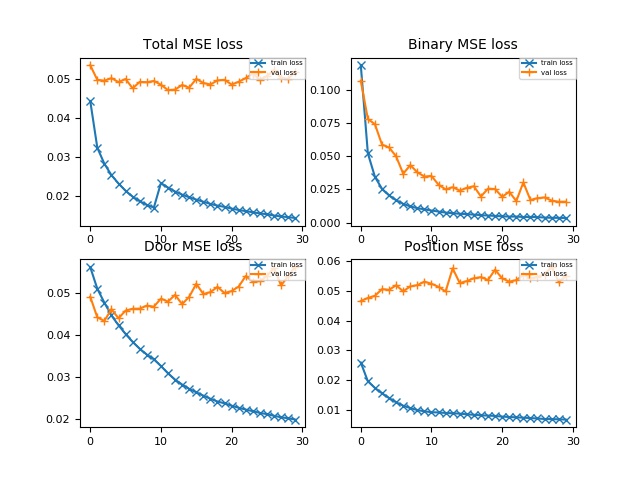 Total MSE loss
train loss
val loss
0.05
0.04
0.03
0.02
0 10 20 30
Binary MSE loss
train loss
val loss
0.100
0.075
0.050
0.025
0.000
0 10 20 30
Door MSE loss
train loss
val loss
0.05
0.04
0.03
0.02
0 10 20 30
Position MSE loss
train loss
val loss
0.06
0.05
0.04
0.03
0.02
0.01
0 10 20 30